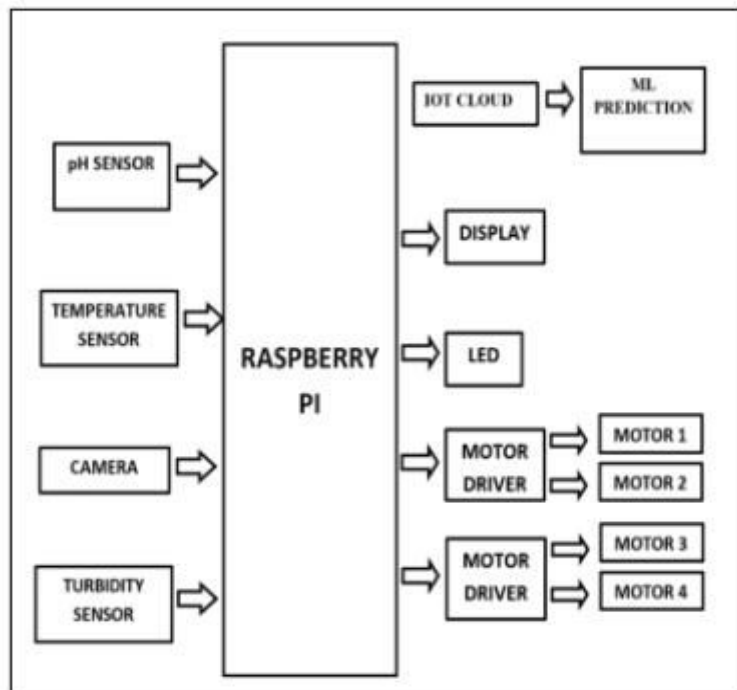 IOT CLOUD
ML
PREDICTION
pH SENSOR
DISPLAY
TEMPERATURE
SENSOR
RASPBERRY
PI
LED
CAMERA
MOTOR
DRIVER
MOTOR 1
MOTOR 2
TURBIDITY
SENSOR
MOTOR
DRIVER
MOTOR 3
MOTOR 4